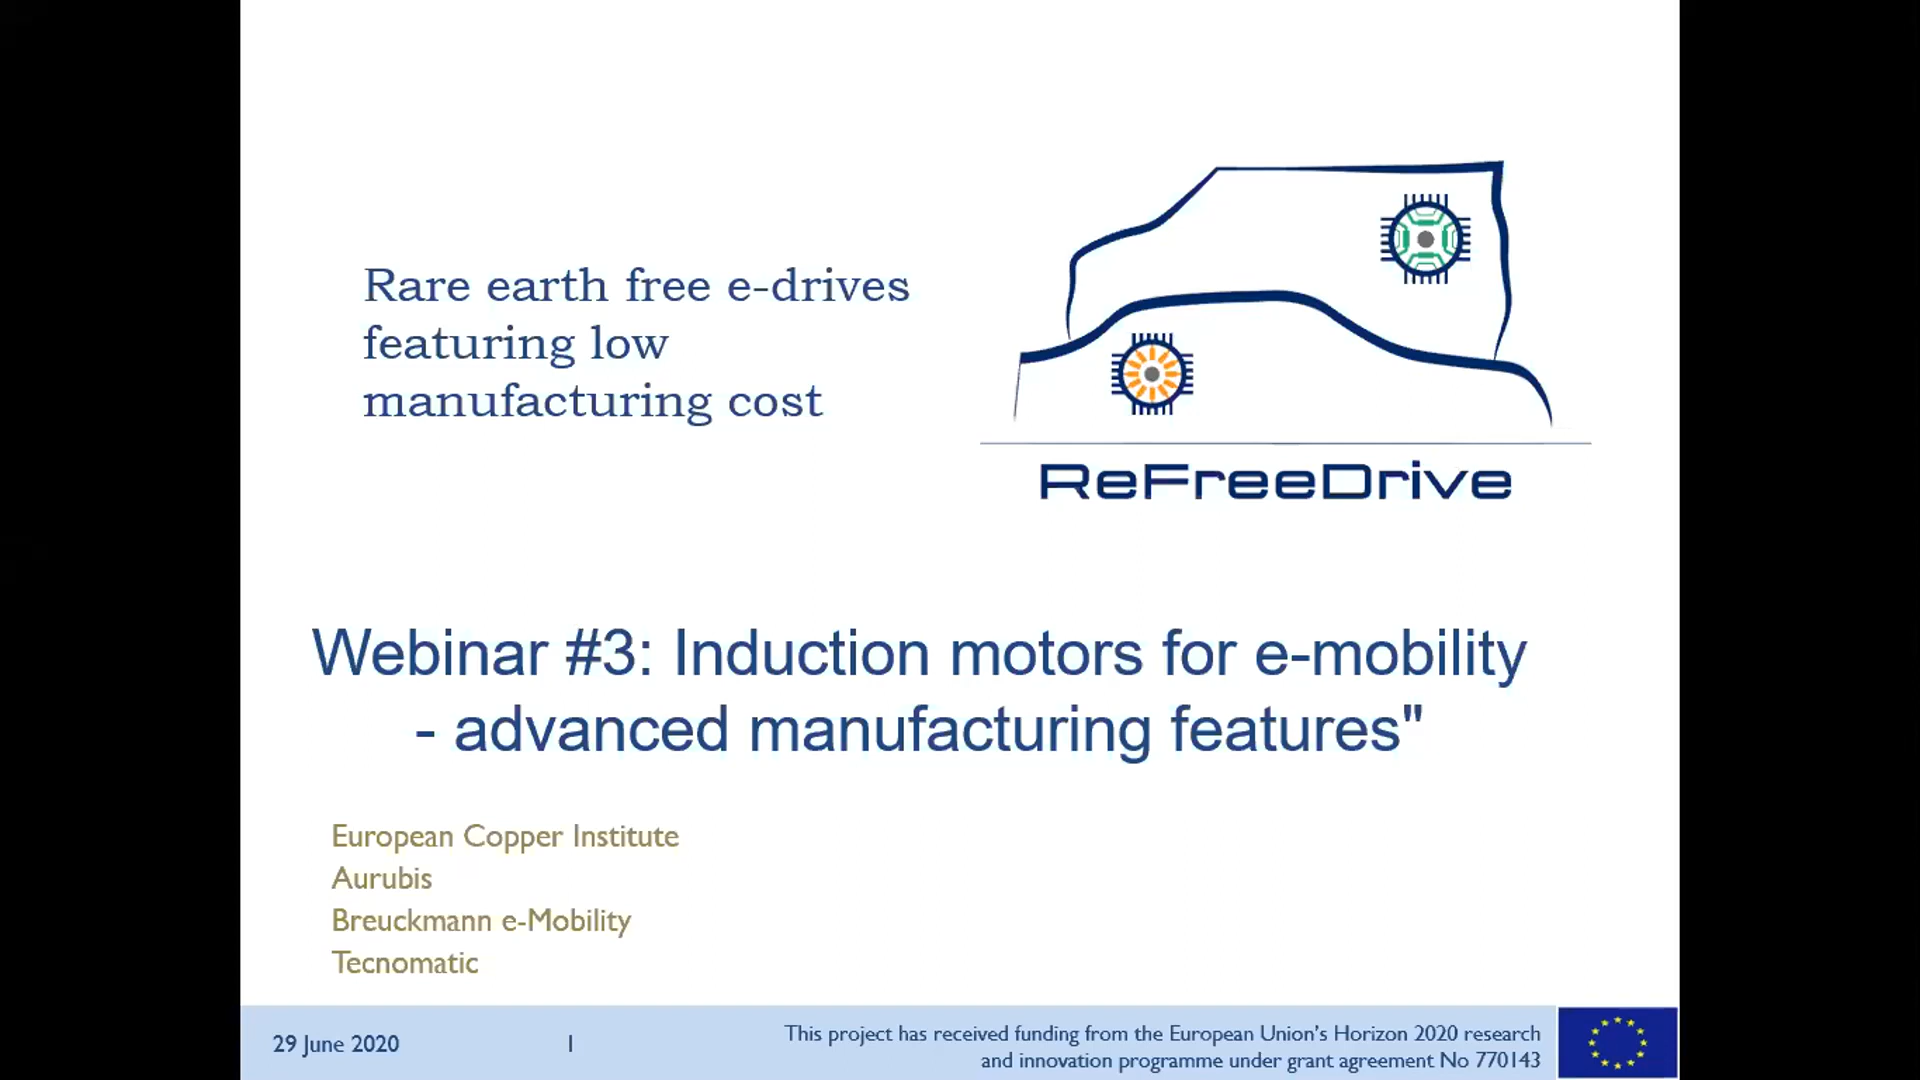 Rare earth free e-drives
featuring low
manufacturing cost
ReFreeDrive
Webinar #3: Induction motors for e-mobility
- advanced manufacturing features"
European Copper Institute
Aurubis
Breuckmann e-Mobility
Tecnomatic
29 June 2020
1
This project has received funding from the European Union’s Horizon 2020 research
and innovation programme under grant agreement No 770143